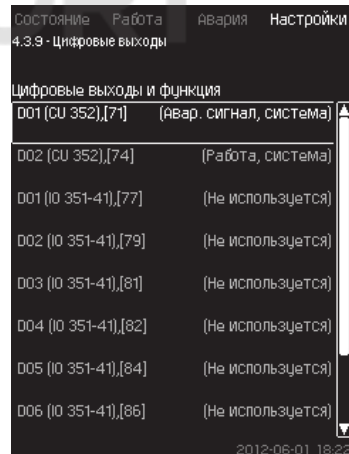 Состояние Работа Авария Настройки
4.3.9 - Цифровые выходы
Цифровые выходы и функция
DO1 (CU 352),[71] (Авар. сигнал, система)
DO2 (CU 352),[74] (Работа, система)
DO1 (IO 351-41),[77] (Не используется)
DO2 (IO 351-41),[79] (Не используется)
DO3 (IO 351-41),[81] (Не используется)
DO4 (IO 351-41),[82] (Не используется)
DO5 (IO 351-41),[84] (Не используется)
DO6 (IO 351-41),[86] (Не используется)
2012-06-01 18:22